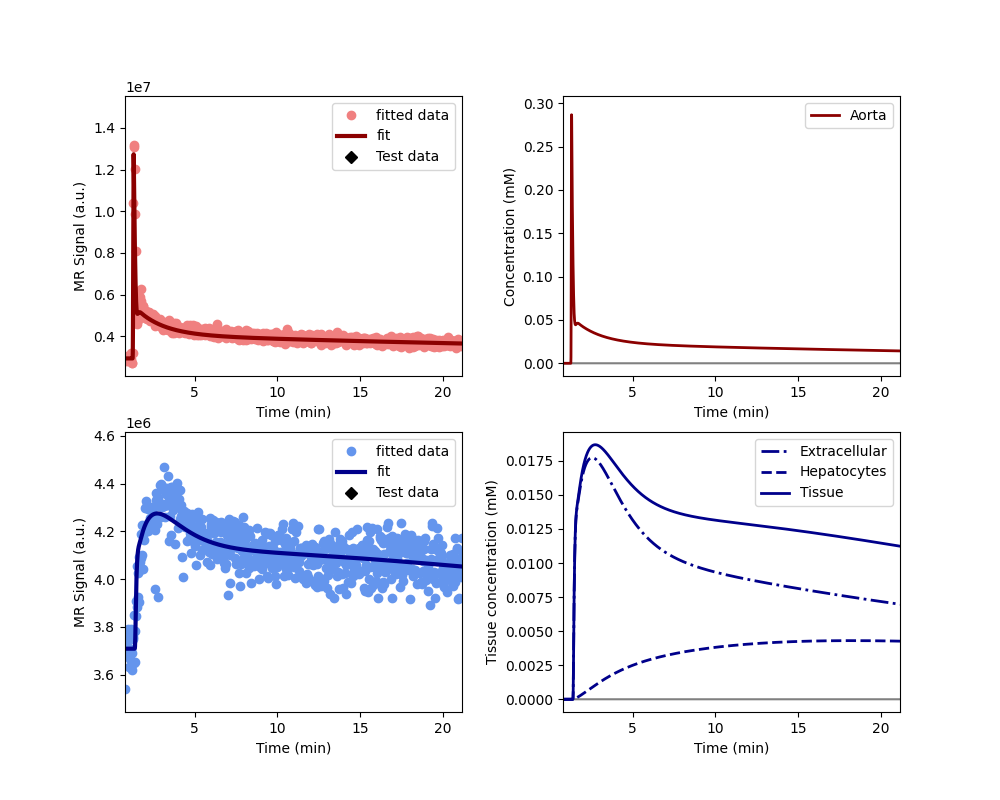 1e7
MR Signal (a.u.)
1.4
1.2
1.0
0.8
0.6
0.4
5
10
15
20
Time (min)
fitted data
fit
Test data
Concentration (mM)
0.30
0.25
0.20
0.15
0.10
0.05
0.00
5
10
15
20
Time (min)
Aorta
1e6
MR Signal (a.u.)
4.6
4.4
4.2
4.0
3.8
3.6
5
10
15
20
Time (min)
fitted data
fit
Test data
Tissue concentration (mM)
0.0175
0.0150
0.0125
0.0100
0.0075
0.0050
0.0025
0.0000
5
10
15
20
Time (min)
Extracellular
Hepatocytes
Tissue